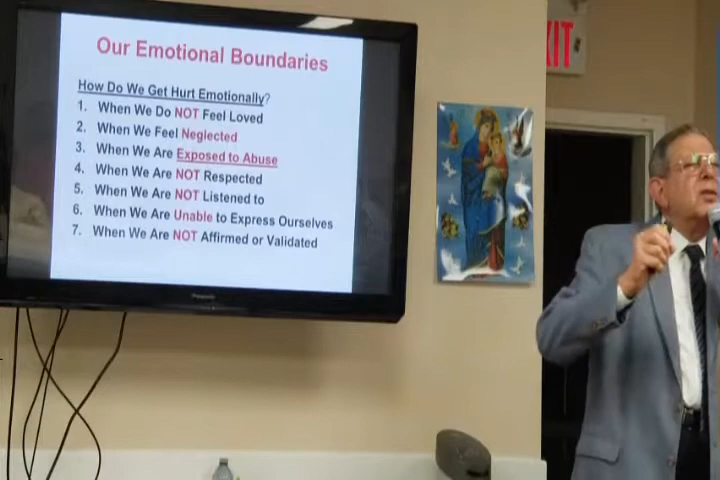 Our Emotional Boundaries
How Do We Get Hurt Emotionally?
1. When We Do NOT Feel Loved
2. When We Feel Neglected
3. When We Are Exposed to Abuse
4. When We Are NOT Respected
5. When We Are NOT Listened to
6. When We Are Unable to Express Ourselves
7. When We Are NOT Affirmed or Validated
Panasonic
XIT